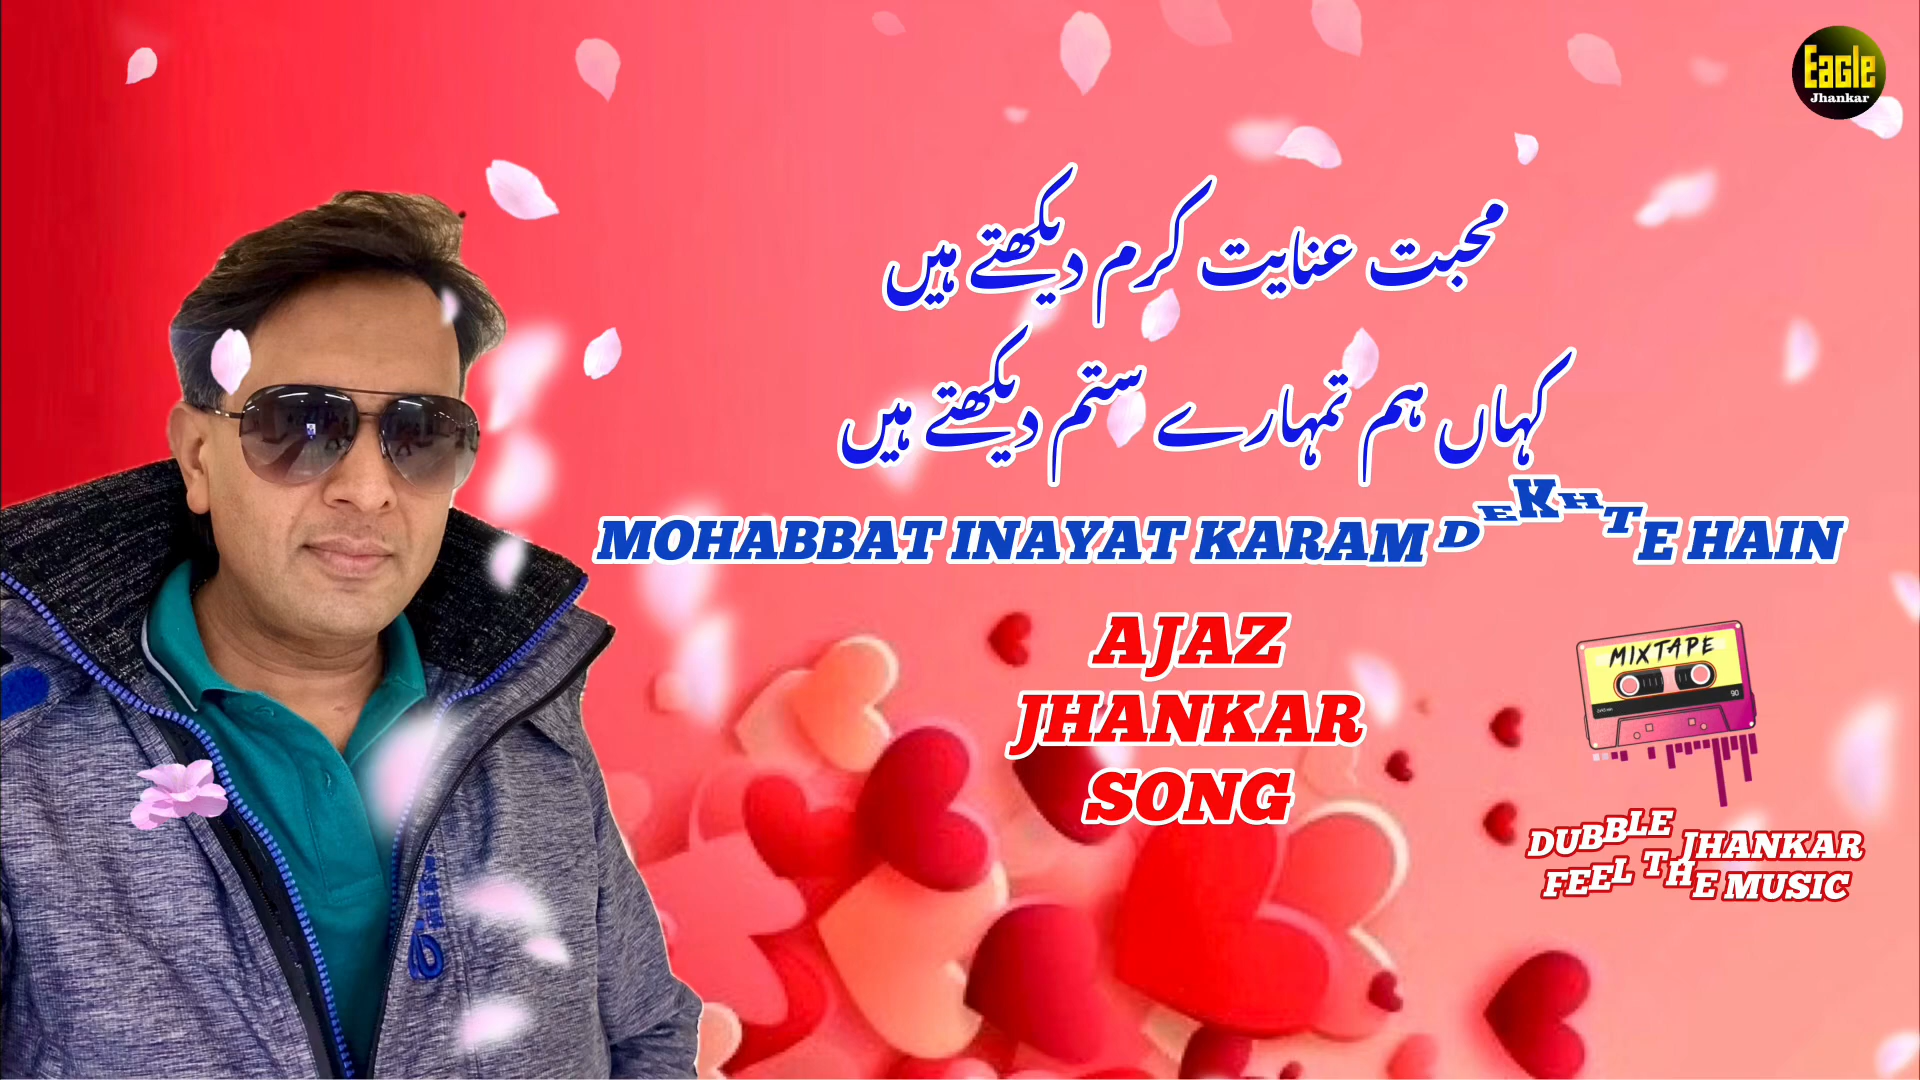 Eagle
Jhankar
محبت عنایت کرم دیکھتے ہیں
کہاں ہم تمہارے ستم دیکھتے ہیں
MOHABBAT INAYAT KARAM DEKHTE HAIN
AJAZ
JHANKAR
SONG
MIXTAPE
90
DUBBLE JHANKAR
FEEL THE MUSIC